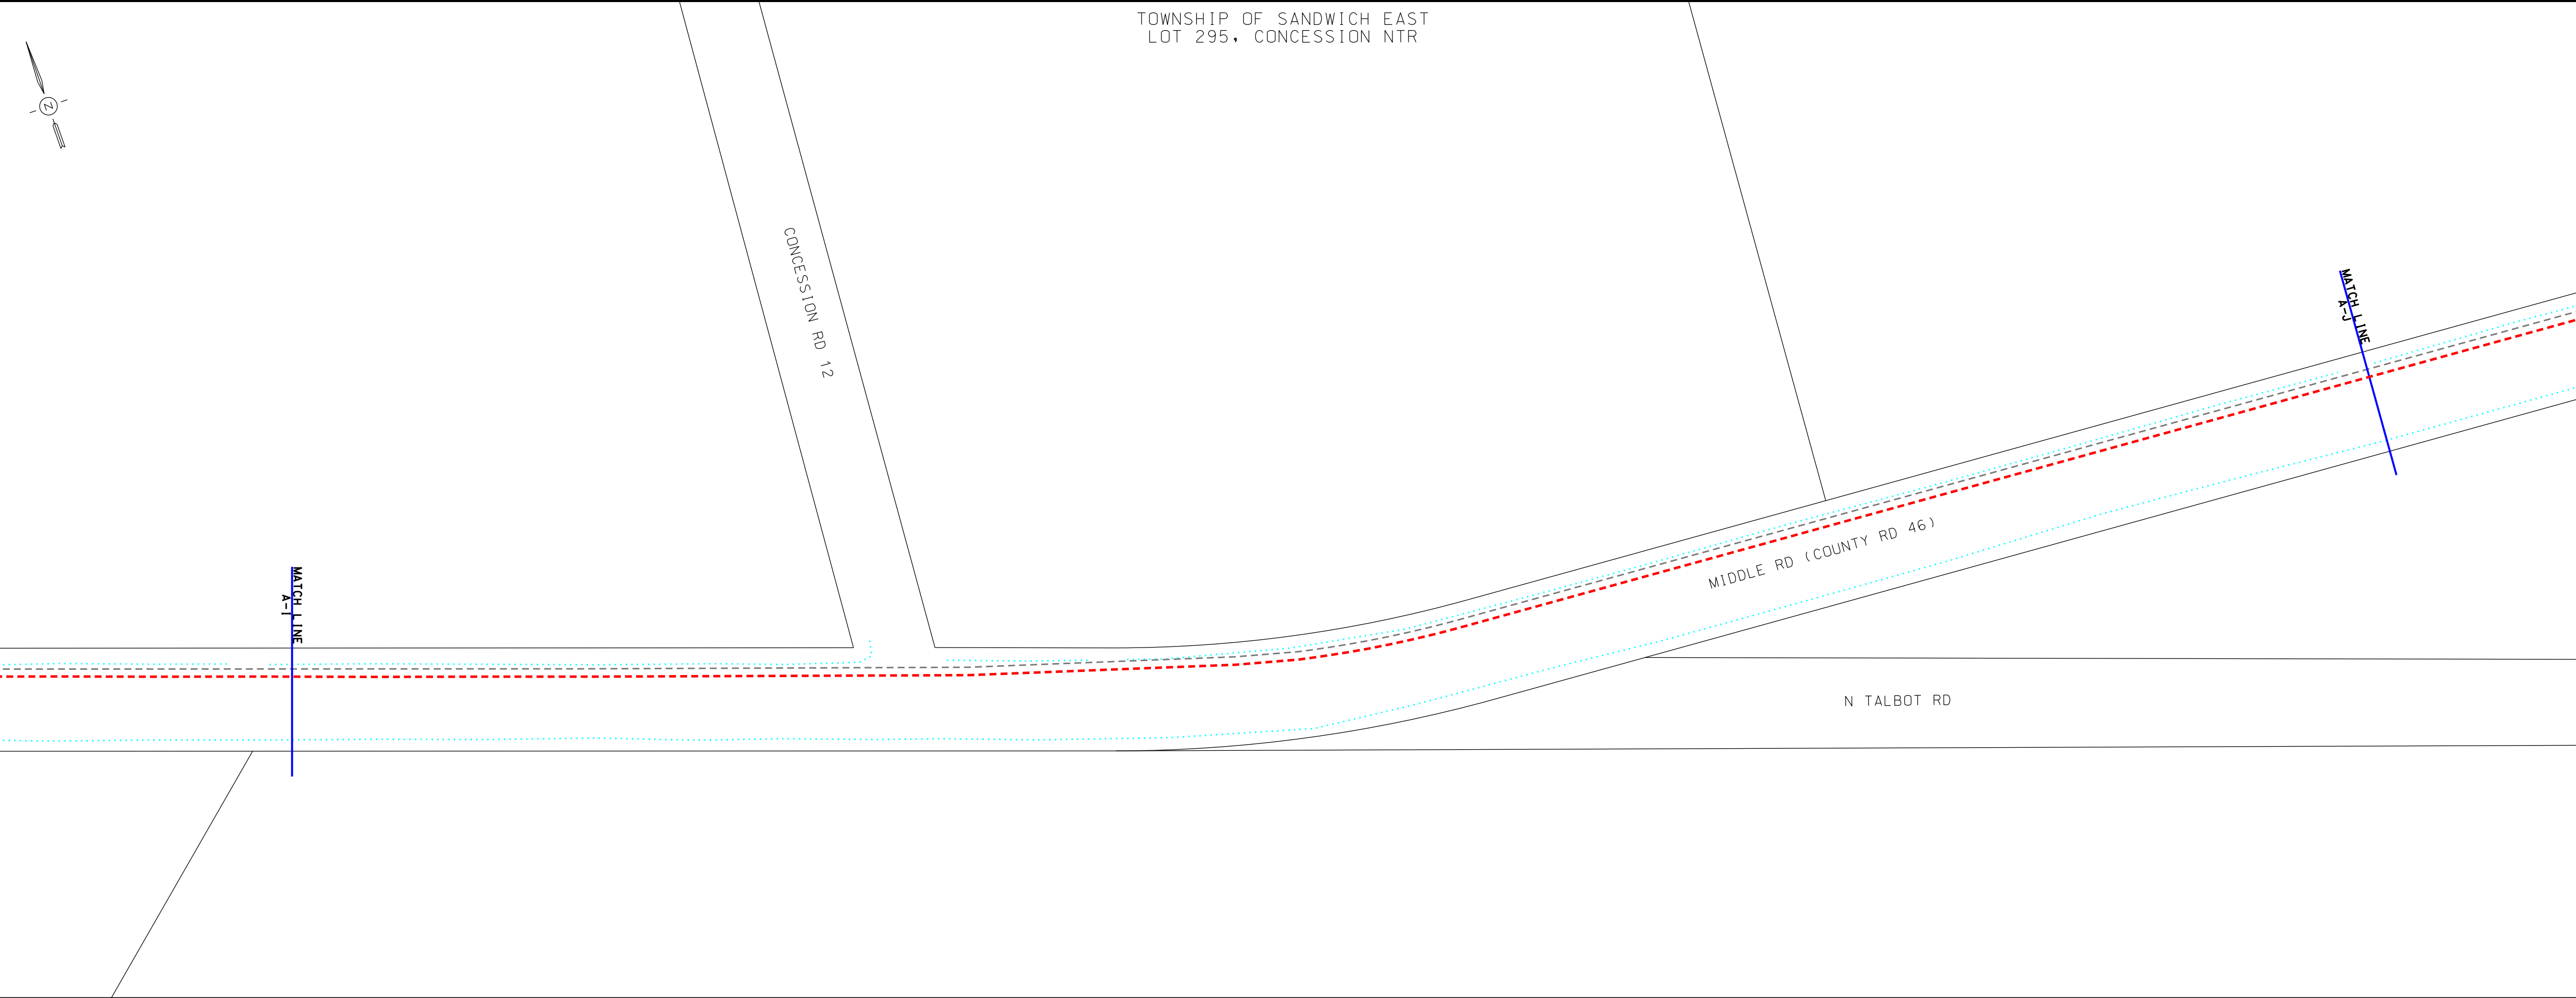 TOWNSHIP OF SANDWICH EAST
LOT 295, CONCESSION NTR
Z
CONCESSION RD 12
MATCH LINE
A-J
MIDDLE RD (COUNTY RD 46)
MATCH LINE
A-I
N TALBOT RD